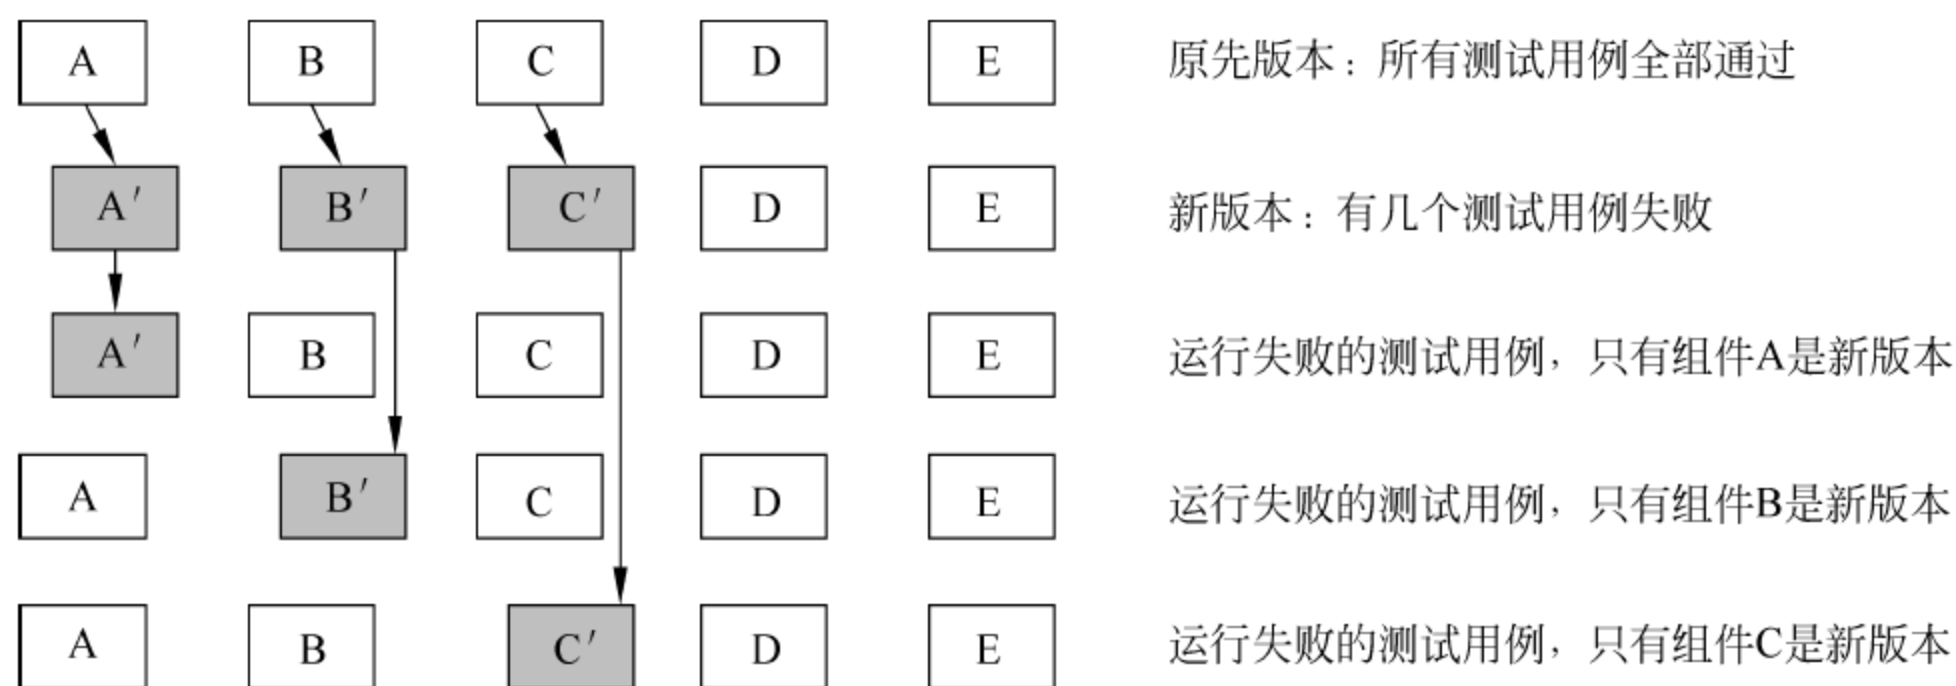 A B C D E 原先版本：所有测试用例全部通过
A′ B′ C′ D E 新版本：有几个测试用例失败
A′ B C D E 运行失败的测试用例，只有组件A是新版本
A B′ C D E 运行失败的测试用例，只有组件B是新版本
A B C′ D E 运行失败的测试用例，只有组件C是新版本